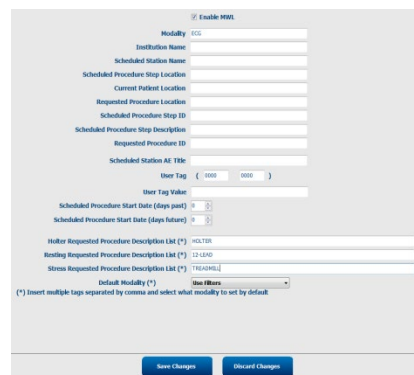 Enable MWL
Modality ECG
Institution Name
Scheduled Station Name
Scheduled Procedure Step Location
Current Patient Location
Requested Procedure Location
Scheduled Procedure Step ID
Scheduled Procedure Step Description
Requested Procedure ID
Scheduled Station AE Title
User Tag ( 0000 0000 )
User Tag Value
Scheduled Procedure Start Date (days past) 0
Scheduled Procedure Start Date (days future) 0
Holter Requested Procedure Description List (*) HOLTER
Resting Requested Procedure Description List (*) 12-LEAD
Stress Requested Procedure Description List (*) TREADMILL
Default Modality (*) Use Filters
(*) Insert multiple tags separated by comma and select what modality to set by default
Save Changes Discard Changes